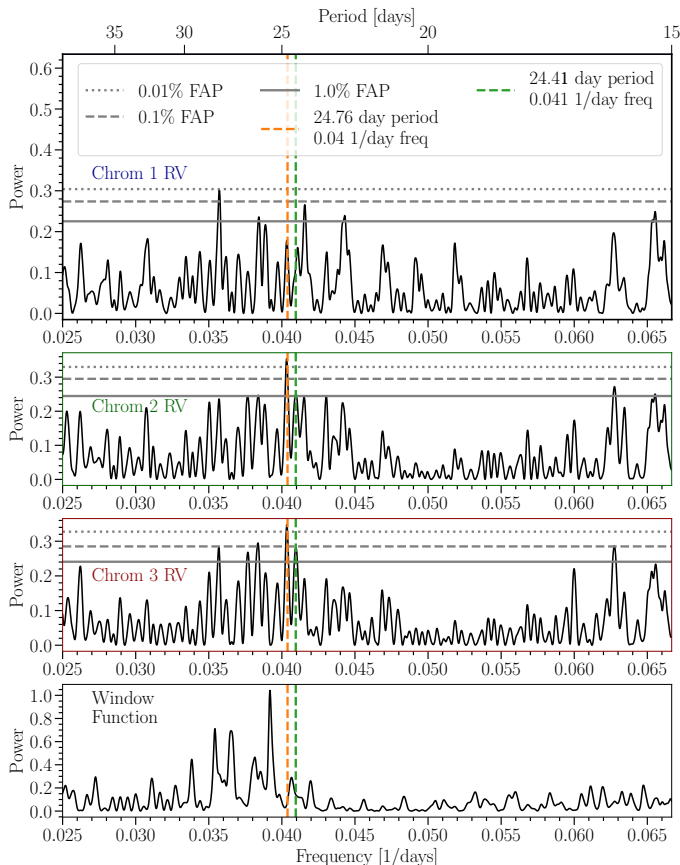 Period [days]
35 30 25 20 15
0.01% FAP
0.1% FAP
1.0% FAP
24.76 day period
0.04 1/day freq
24.41 day period
0.041 1/day freq
Chrom 1 RV
Power
0.6
0.5
0.4
0.3
0.2
0.1
0.0
0.025 0.030 0.035 0.040 0.045 0.050 0.055 0.060 0.065
Chrom 2 RV
Power
0.3
0.2
0.1
0.0
0.025 0.030 0.035 0.040 0.045 0.050 0.055 0.060 0.065
Chrom 3 RV
Power
0.3
0.2
0.1
0.0
0.025 0.030 0.035 0.040 0.045 0.050 0.055 0.060 0.065
Window
Function
Power
1.0
0.8
0.6
0.4
0.2
0.0
0.025 0.030 0.035 0.040 0.045 0.050 0.055 0.060 0.065
Frequency [1/days]